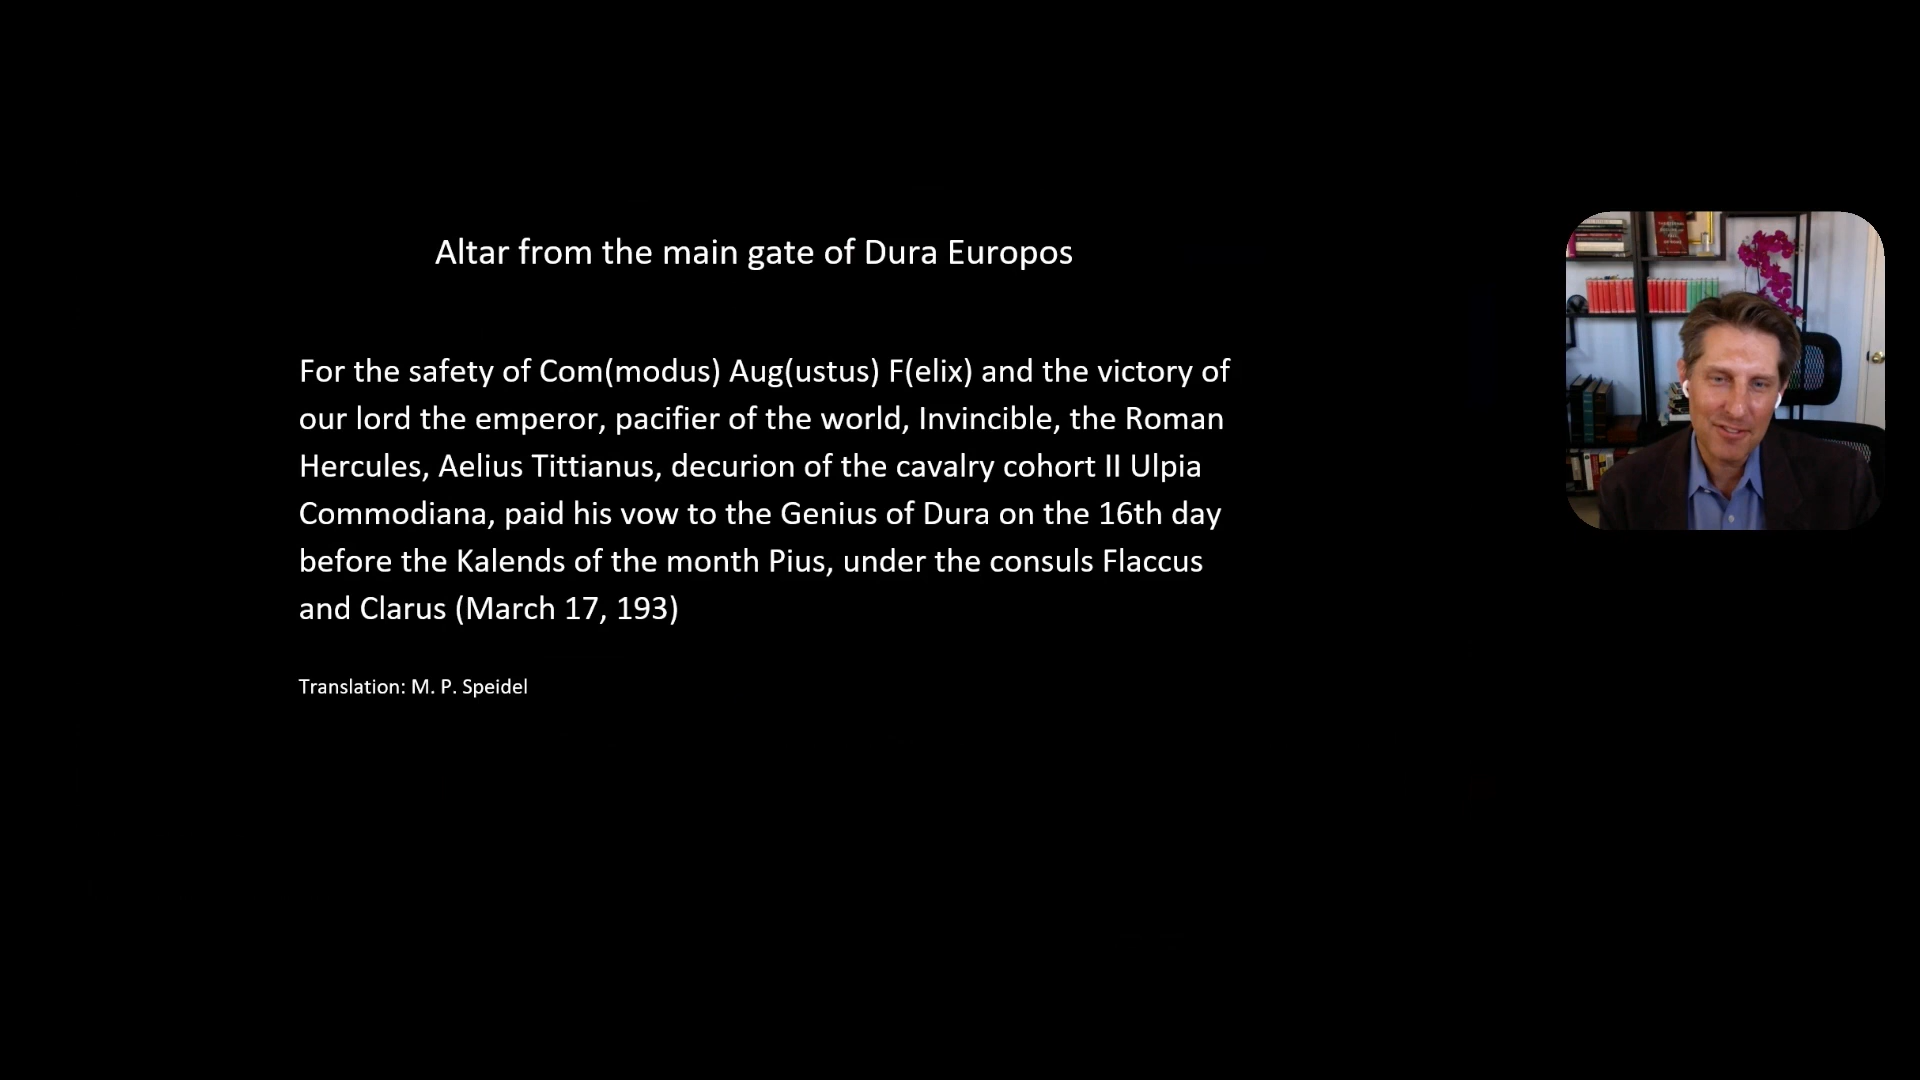 Altar from the main gate of Dura Europos
For the safety of Com(modus) Aug(ustus) F(elix) and the victory of
our lord the emperor, pacifier of the world, Invincible, the Roman
Hercules, Aelius Tittianus, decurion of the cavalry cohort II Ulpia
Commodiana, paid his vow to the Genius of Dura on the 16th day
before the Kalends of the month Pius, under the consuls Flaccus
and Clarus (March 17, 193)
Translation: M. P. Speidel